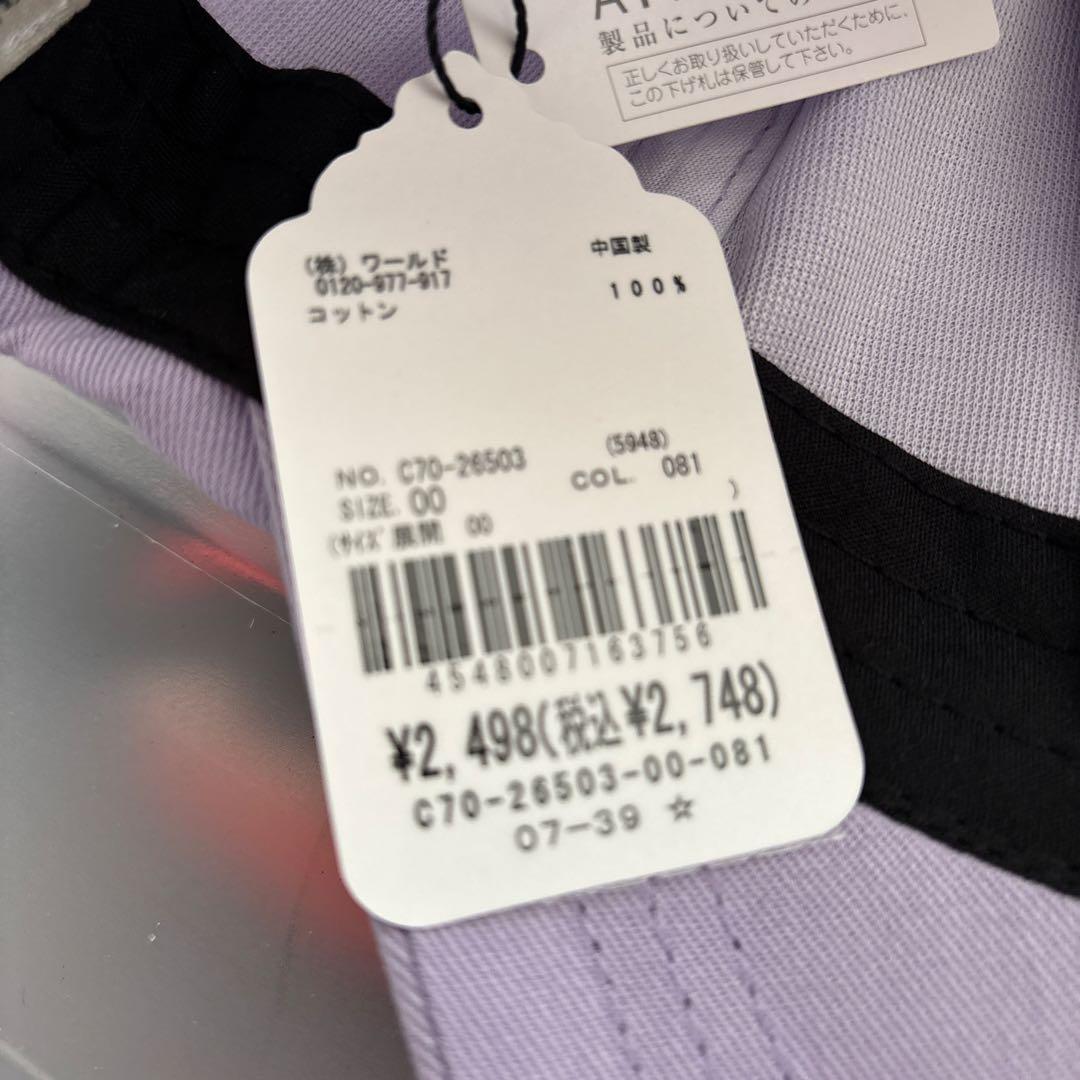 製品についての
正しくお取り扱いしていただくために、
この下げ札は保管して下さい。
(株) ワールド 中国製
0120-977-917
コットン 100%
NO. C70-26503 (5948)
SIZE. 00 COL. 081
(サイズ展開 00 )
4548007163756
¥2,498(税込¥2,748)
C70-26503-00-081
07-39 ☆